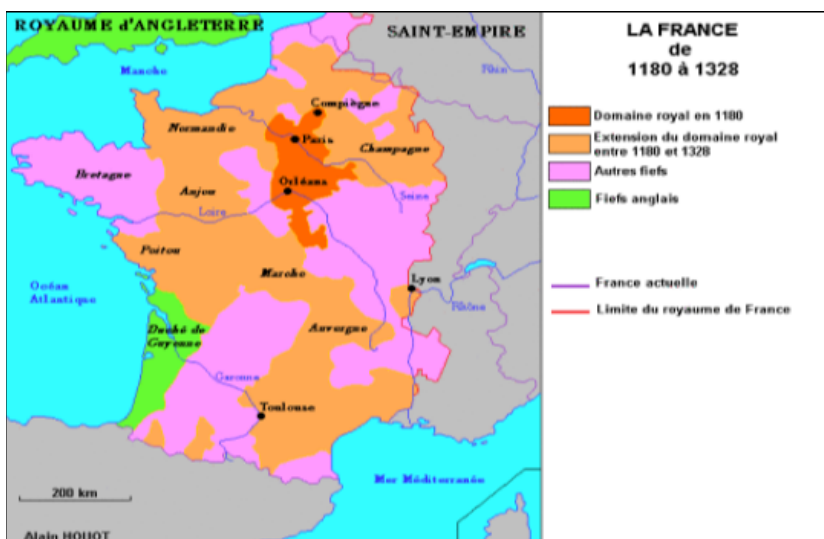 ROYAUME d'ANGLETERRE
SAINT-EMPIRE
LA FRANCE
de
1180 à 1328
Manche
Rhin
Compiègne
Normandie
Paris
Champagne
Bretagne
Orléans
Anjou
Seine
Loire
Poitou
Océan
Atlantique
Marche
Lyon
Rhône
Duché de
Guyenne
Auvergne
Garonne
Toulouse
Mer Méditerranée
200 km
Alain HOUOT
Domaine royal en 1180
Extension du domaine royal
entre 1180 et 1328
Autres fiefs
Fiefs anglais
France actuelle
Limite du royaume de France